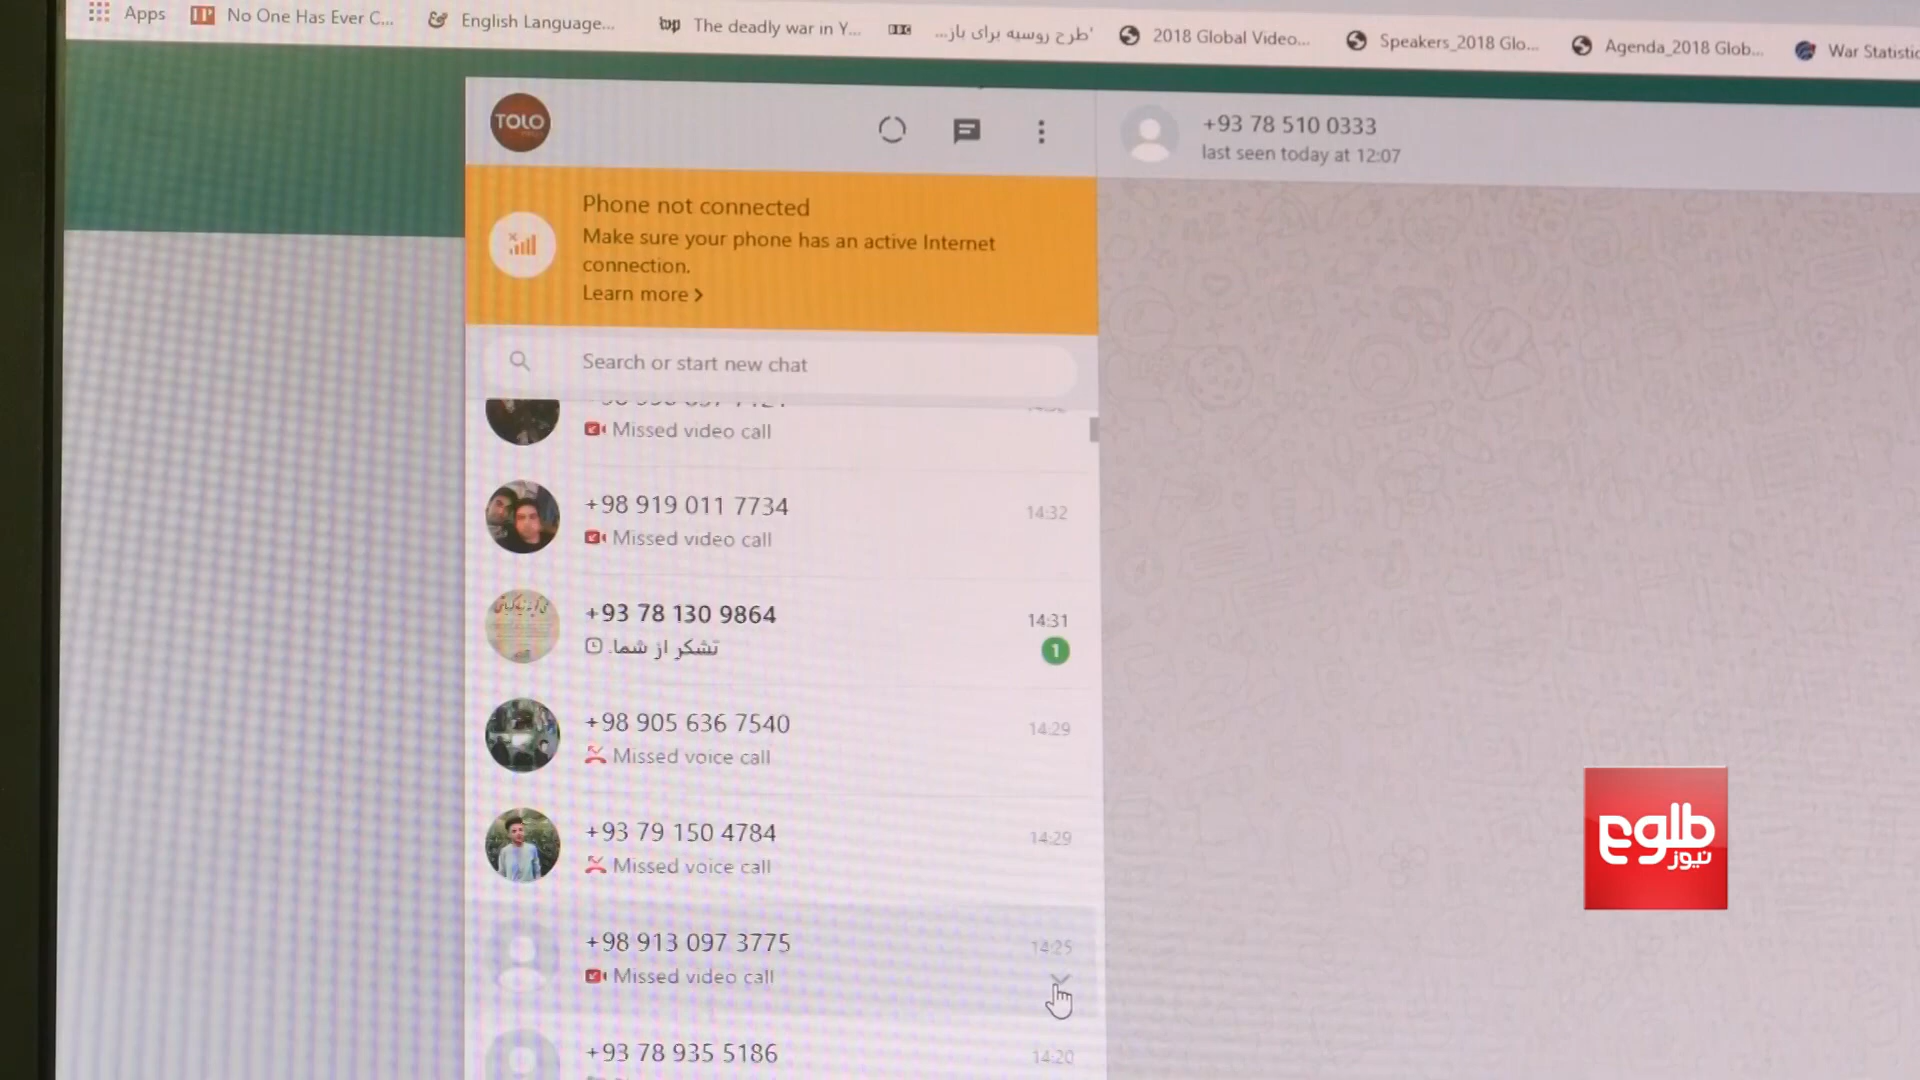 Apps
No One Has Ever C...
English Language...
The deadly war in Y...
BBC
'طرح روسیه برای باز...
2018 Global Video...
Speakers_2018 Glo...
Agenda_2018 Glob...
War Statistic
TOLO
+93 78 510 0333
last seen today at 12:07
Phone not connected
Make sure your phone has an active Internet
connection.
Learn more >
Search or start new chat
Missed video call
+98 919 011 7734
14:32
Missed video call
+93 78 130 9864
14:31
تشکر از شما.
1
+98 905 636 7540
14:29
Missed voice call
+93 79 150 4784
14:29
Missed voice call
+98 913 097 3775
14:25
Missed video call
+93 78 935 5186
14:20
طلوع
نیوز